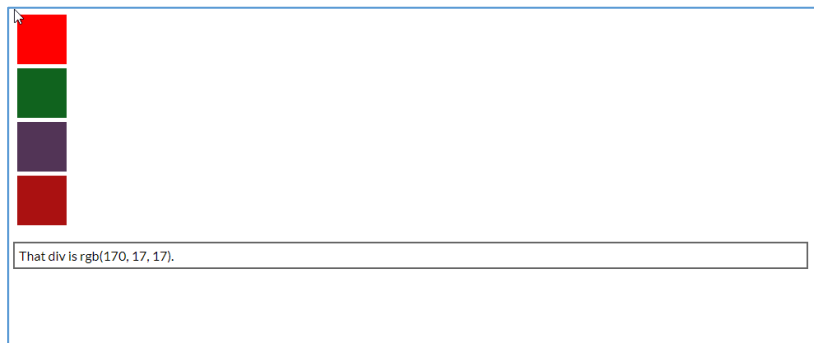 That div is rgb(170, 17, 17).